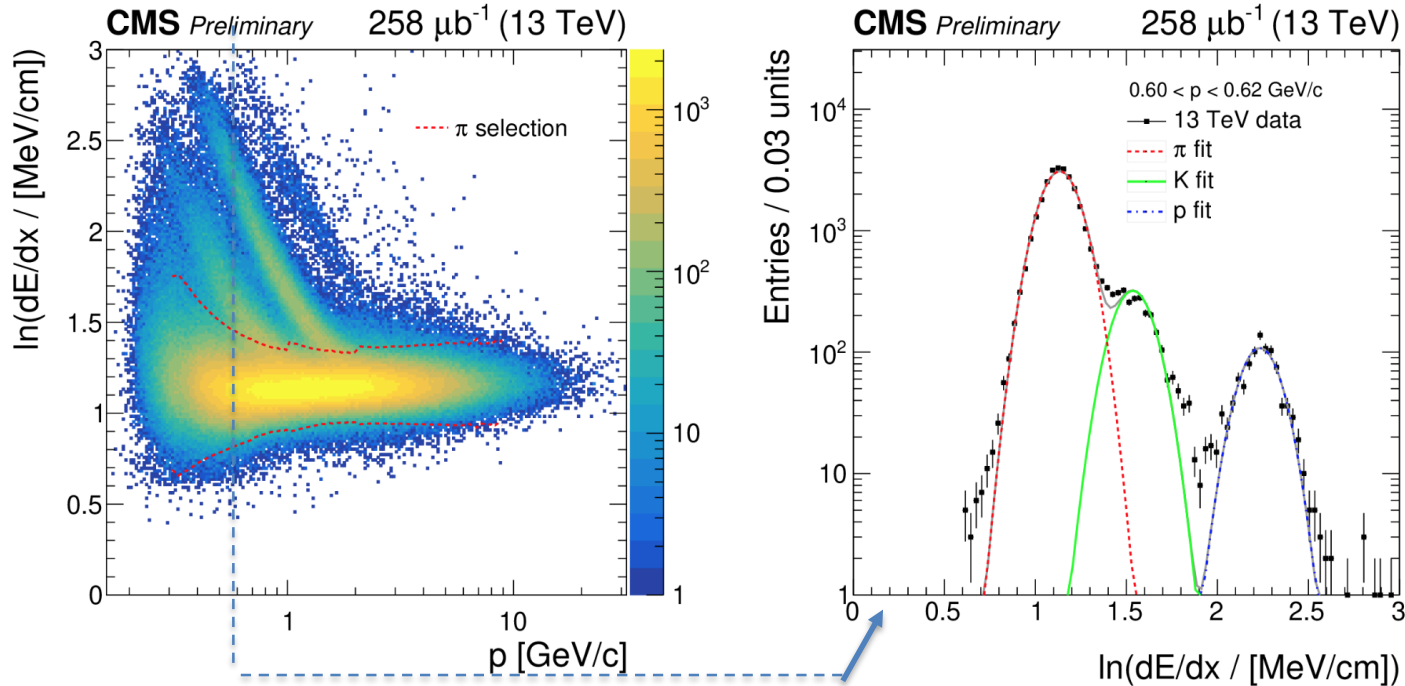 CMS Preliminary 258 μb⁻¹ (13 TeV)
ln(dE/dx / [MeV/cm])
3
2.5
2
1.5
1
0.5
0
π selection
10³
10²
10
1
1 10
p [GeV/c]
CMS Preliminary 258 μb⁻¹ (13 TeV)
Entries / 0.03 units
10⁴
10³
10²
10
1
0.60 < p < 0.62 GeV/c
13 TeV data
π fit
K fit
p fit
0 0.5 1 1.5 2 2.5 3
ln(dE/dx / [MeV/cm])